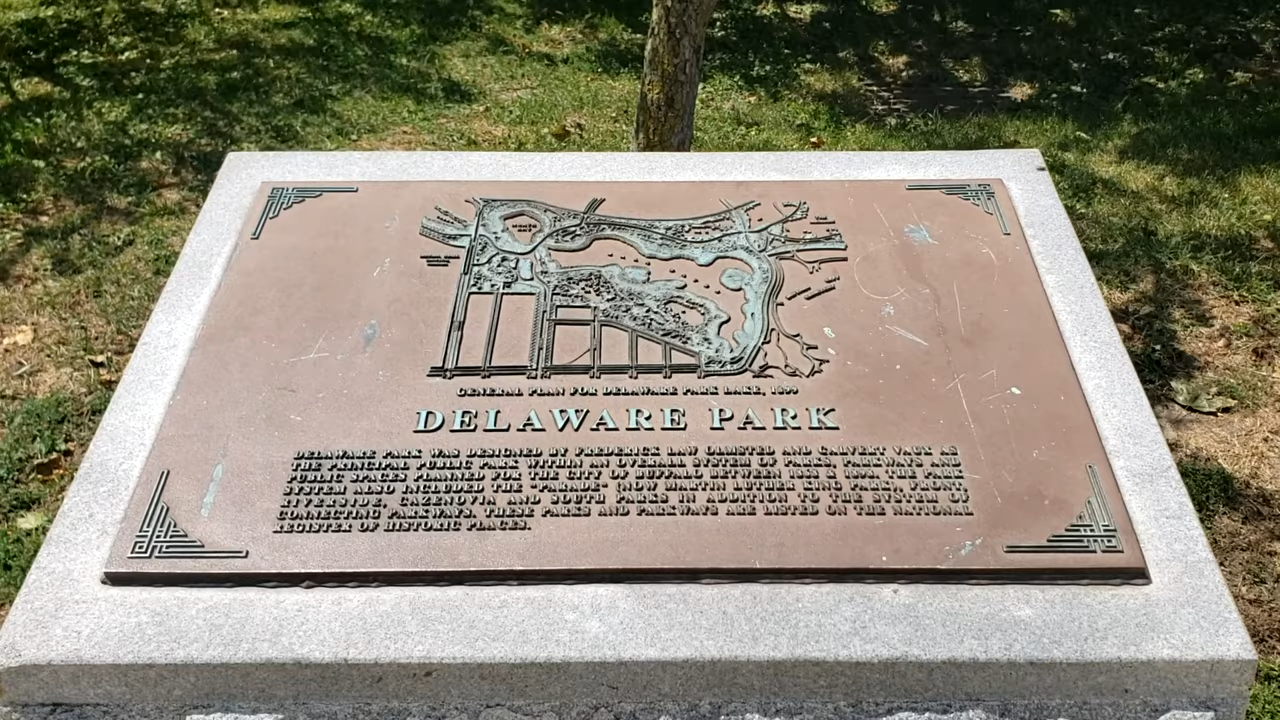 GENERAL PLAN FOR DELAWARE PARK LAKE, 1899
DELAWARE PARK
DELAWARE PARK WAS DESIGNED BY FREDERICK LAW OLMSTED AND CALVERT VAUX AS
THE PRINCIPAL PUBLIC PARK WITHIN AN OVERALL SYSTEM OF PARKS, PARKWAYS AND
PUBLIC SPACES PLANNED FOR THE CITY OF BUFFALO BETWEEN THE PARK
SYSTEM ALSO INCLUDED THE "PARADE" (NOW MARTIN LUTHER KING PARK), FRONT,
RIVERSIDE, CAZENOVIA AND SOUTH PARKS IN ADDITION TO THE SYSTEM OF
CONNECTING PARKWAYS. THESE PARKS AND PARKWAYS ARE LISTED ON THE NATIONAL
REGISTER OF HISTORIC PLACES.